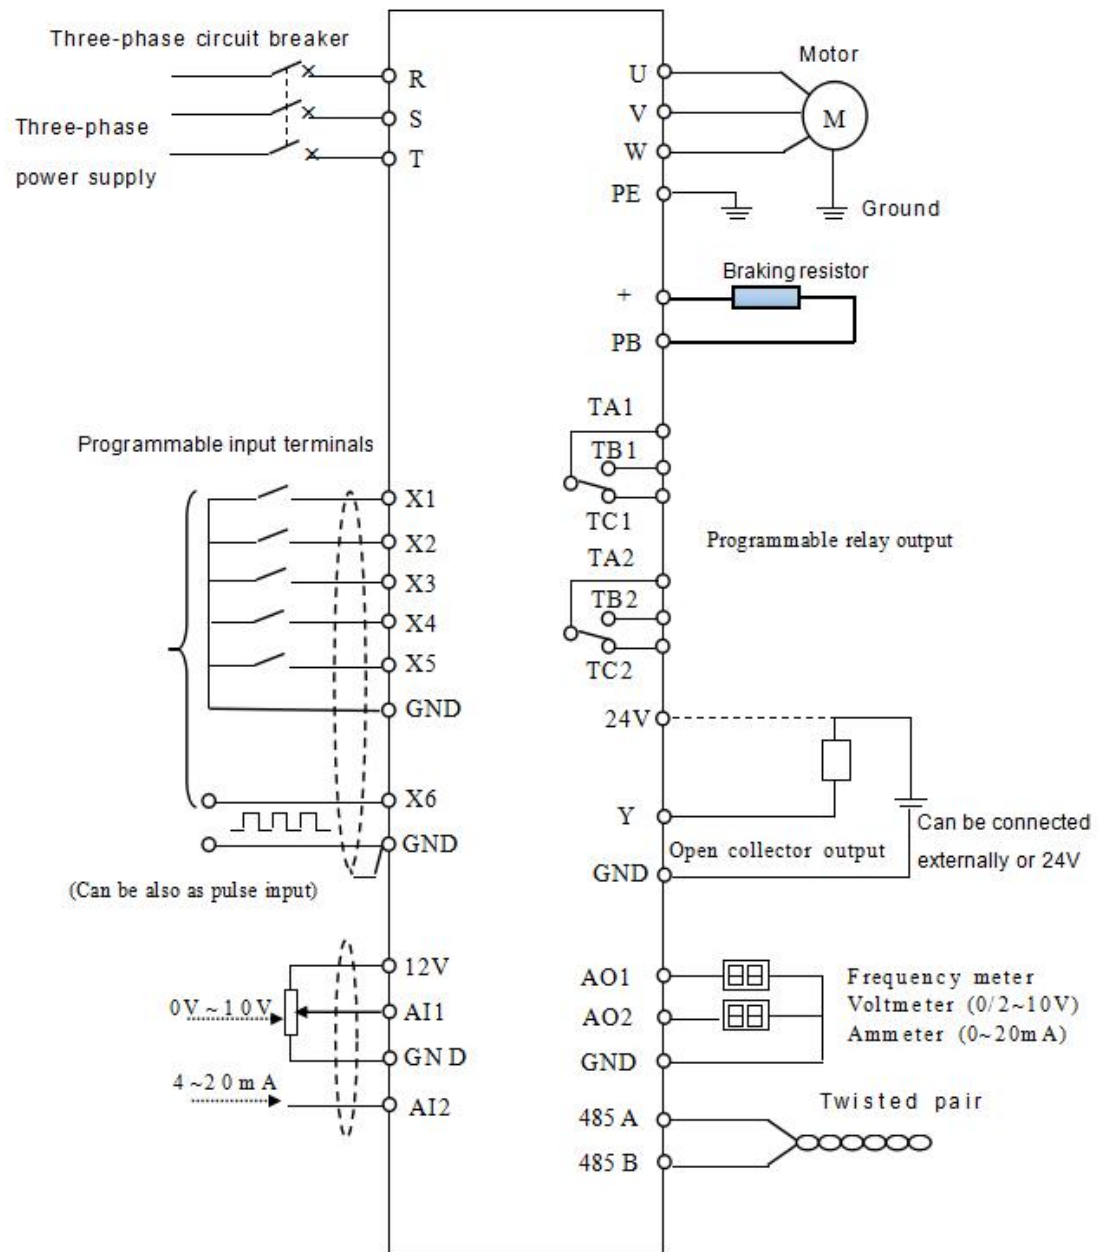 Three-phase circuit breaker
Three-phase
power supply
R
S
T
U
V
W
PE
Motor
M
Ground
Braking resistor
+
PB
TA1
TB1
TC1
Programmable relay output
TA2
TB2
TC2
Programmable input terminals
X1
X2
X3
X4
X5
GND
X6
GND
(Can be also as pulse input)
24V
Y
Open collector output
GND
Can be connected
externally or 24V
12V
0V~10V
AI1
GND
4~20mA
AI2
AO1
AO2
GND
Frequency meter
Voltmeter (0/2~10V)
Ammeter (0~20mA)
485A
485B
Twisted pair